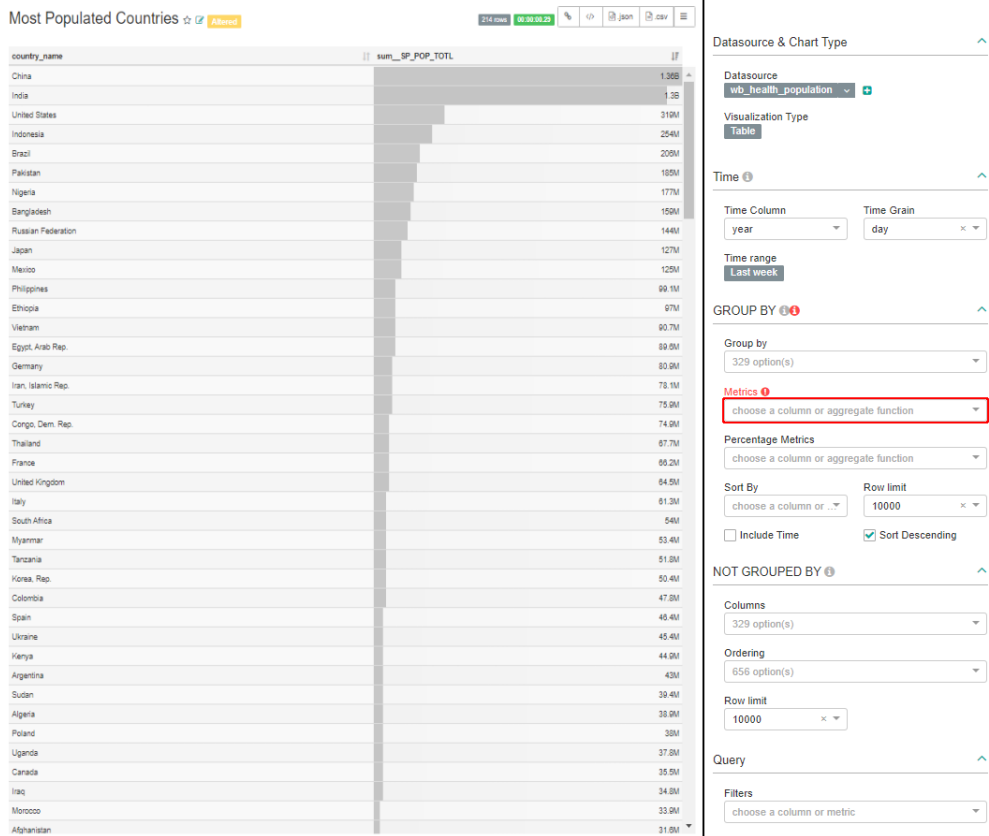 Most Populated Countries Altered
214 rows 00:00:00.29 </> .json .csv
country_name sum__SP_POP_TOTL
China 1.36B
India 1.3B
United States 319M
Indonesia 254M
Brazil 206M
Pakistan 185M
Nigeria 177M
Bangladesh 159M
Russian Federation 144M
Japan 127M
Mexico 125M
Philippines 99.1M
Ethiopia 97M
Vietnam 90.7M
Egypt, Arab Rep. 89.6M
Germany 80.9M
Iran, Islamic Rep. 78.1M
Turkey 75.9M
Congo, Dem. Rep. 74.9M
Thailand 67.7M
France 66.2M
United Kingdom 64.5M
Italy 61.3M
South Africa 54M
Myanmar 53.4M
Tanzania 51.8M
Korea, Rep. 50.4M
Colombia 47.8M
Spain 46.4M
Ukraine 45.4M
Kenya 44.9M
Argentina 43M
Sudan 39.4M
Algeria 38.9M
Poland 38M
Uganda 37.8M
Canada 35.5M
Iraq 34.8M
Morocco 33.9M
Afghanistan 31.6M
Datasource & Chart Type
Datasource
wb_health_population
Visualization Type
Table
Time
Time Column Time Grain
year day
Time range
Last week
GROUP BY
Group by
329 option(s)
Metrics
choose a column or aggregate function
Percentage Metrics
choose a column or aggregate function
Sort By Row limit
choose a column or ... 10000
Include Time Sort Descending
NOT GROUPED BY
Columns
329 option(s)
Ordering
656 option(s)
Row limit
10000
Query
Filters
choose a column or metric